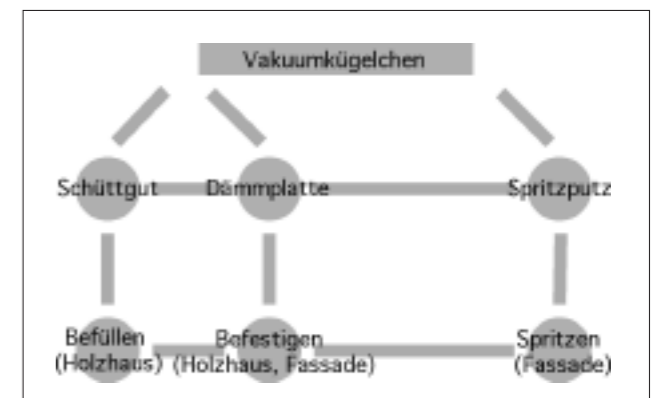 Vakuumkügelchen
Schüttgut Dämmplatte Spritzputz
Befüllen Befestigen Spritzen
(Holzhaus) (Holzhaus, Fassade) (Fassade)